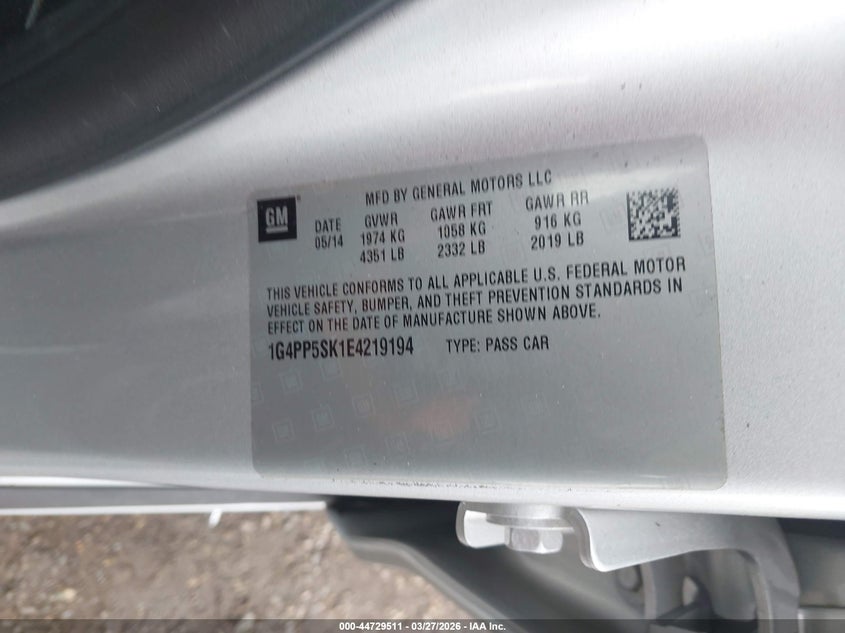 MFD BY GENERAL MOTORS LLC
GM
DATE GVWR GAWR FRT GAWR RR
05/14 1974 KG 1058 KG 916 KG
4351 LB 2332 LB 2019 LB
THIS VEHICLE CONFORMS TO ALL APPLICABLE U.S. FEDERAL MOTOR
VEHICLE SAFETY, BUMPER, AND THEFT PREVENTION STANDARDS IN
EFFECT ON THE DATE OF MANUFACTURE SHOWN ABOVE.
1G4PP5SK1E4219194 TYPE: PASS CAR
000-44729511 - 03/27/2026 - IAA Inc.